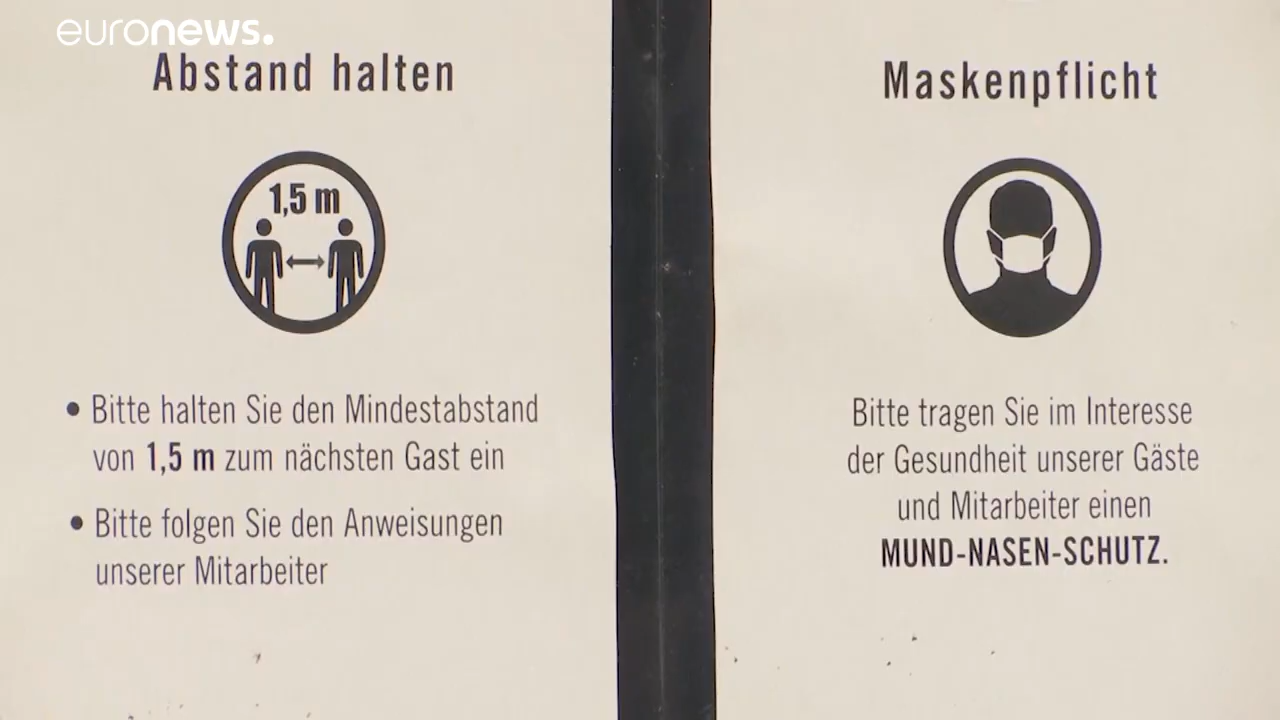 euronews.
Abstand halten
1,5 m
• Bitte halten Sie den Mindestabstand
von 1,5 m zum nächsten Gast ein
• Bitte folgen Sie den Anweisungen
unserer Mitarbeiter
Maskenpflicht
Bitte tragen Sie im Interesse
der Gesundheit unserer Gäste
und Mitarbeiter einen
MUND-NASEN-SCHUTZ.